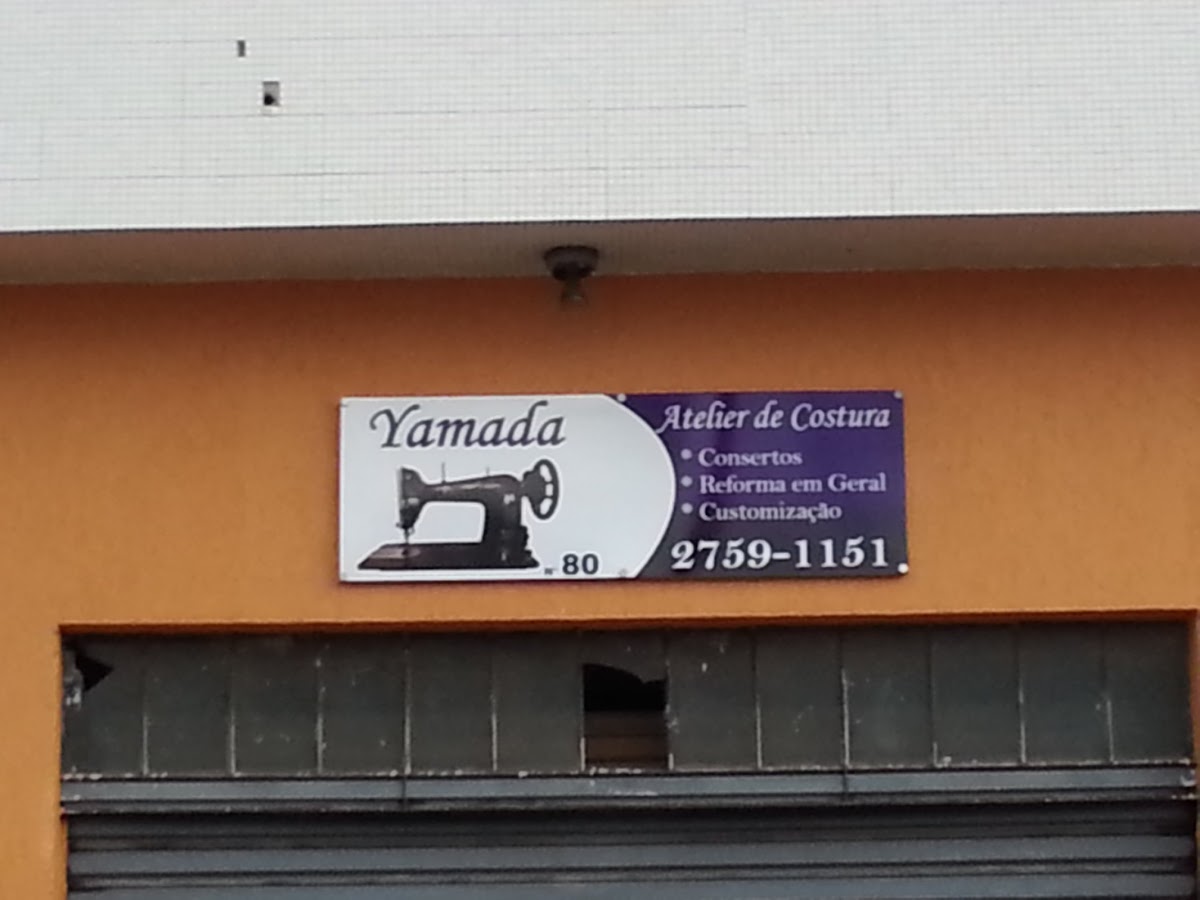 Yamada
Nº 80
Atelier de Costura
• Consertos
• Reforma em Geral
• Customização
2759-1151